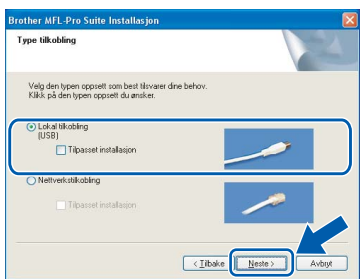 Brother MFL-Pro Suite Installasjon
Type tilkobling
Velg den typen oppsett som best tilsvarer dine behov.
Klikk på den typen oppsett du ønsker.
Lokal tilkobling
(USB)
Tilpasset installasjon
Nettverkstilkobling
Tilpasset installasjon
< Tilbake Neste > Avbryt